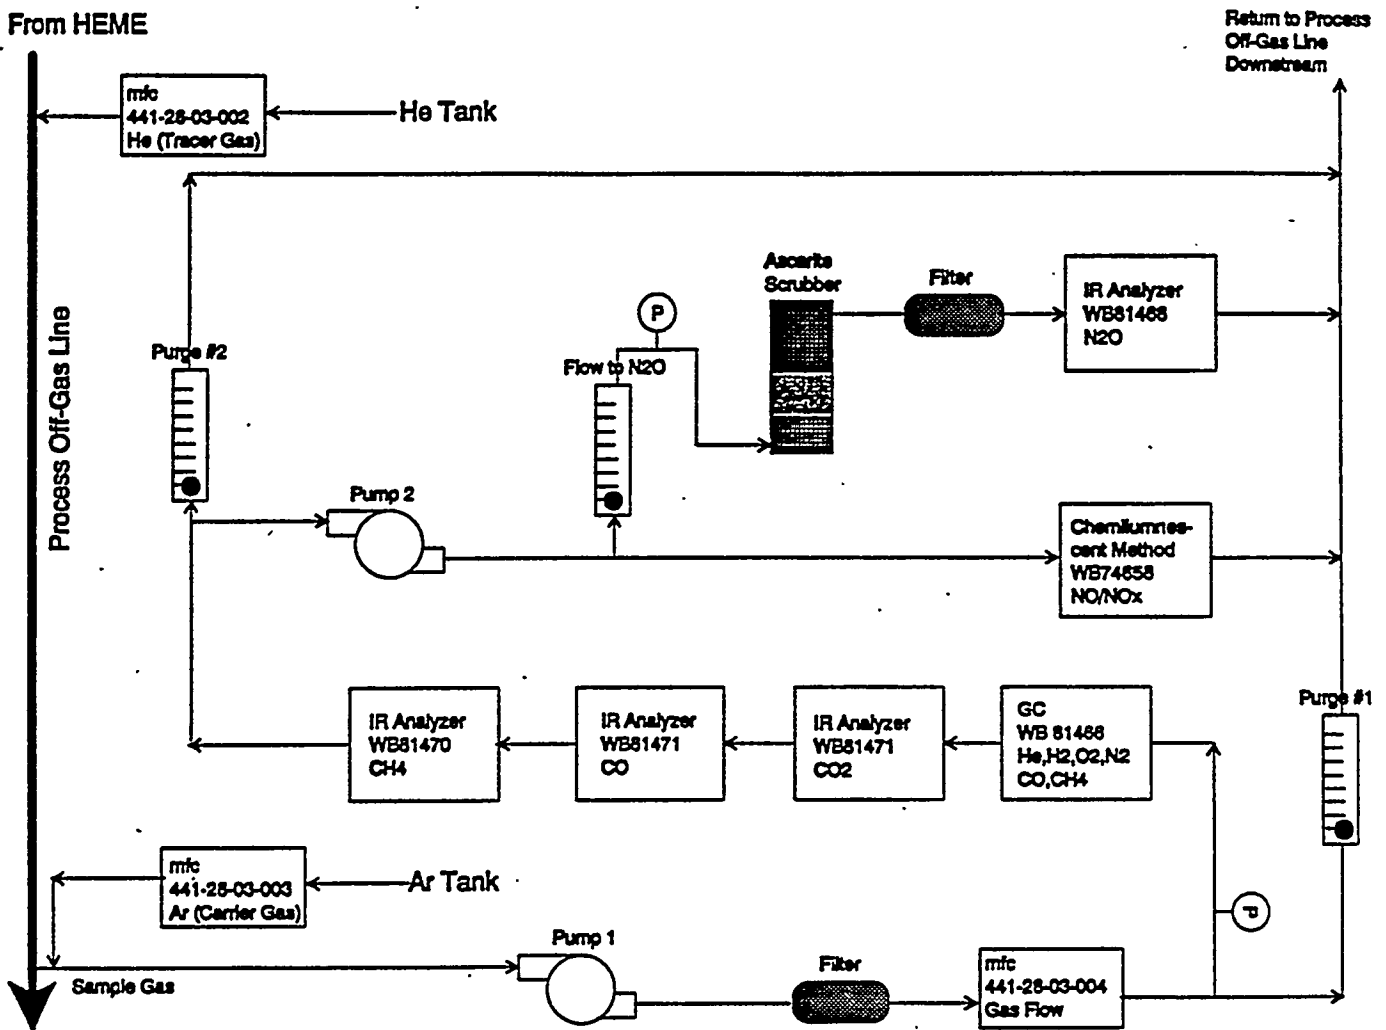 From HEME
Return to Process
Off-Gas Line
Downstream
mfc
441-28-03-002
He (Tracer Gas)
He Tank
Process Off-Gas Line
Purge #2
P
Flow to N2O
Ascarite
Scrubber
Filter
IR Analyzer
WB81468
N2O
Pump 2
Chemilumnes-
cent Method
WB74658
NO/NOx
IR Analyzer
WB81470
CH4
IR Analyzer
WB81471
CO
IR Analyzer
WB81471
CO2
GC
WB 81466
He,H2,O2,N2
CO,CH4
Purge #1
mfc
441-28-03-003
Ar (Carrier Gas)
Ar Tank
P
Sample Gas
Pump 1
Filter
mfc
441-28-03-004
Gas Flow